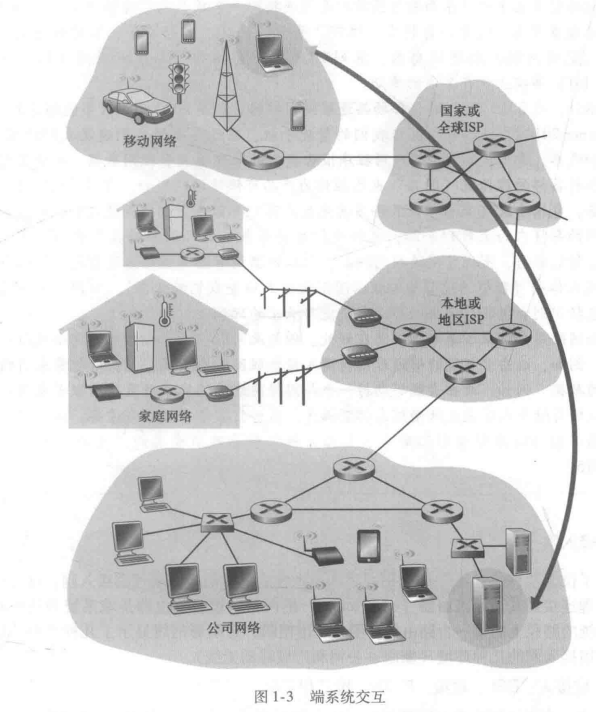 国家或
全球ISP
移动网络
本地或
地区ISP
家庭网络
公司网络
图 1-3 端系统交互